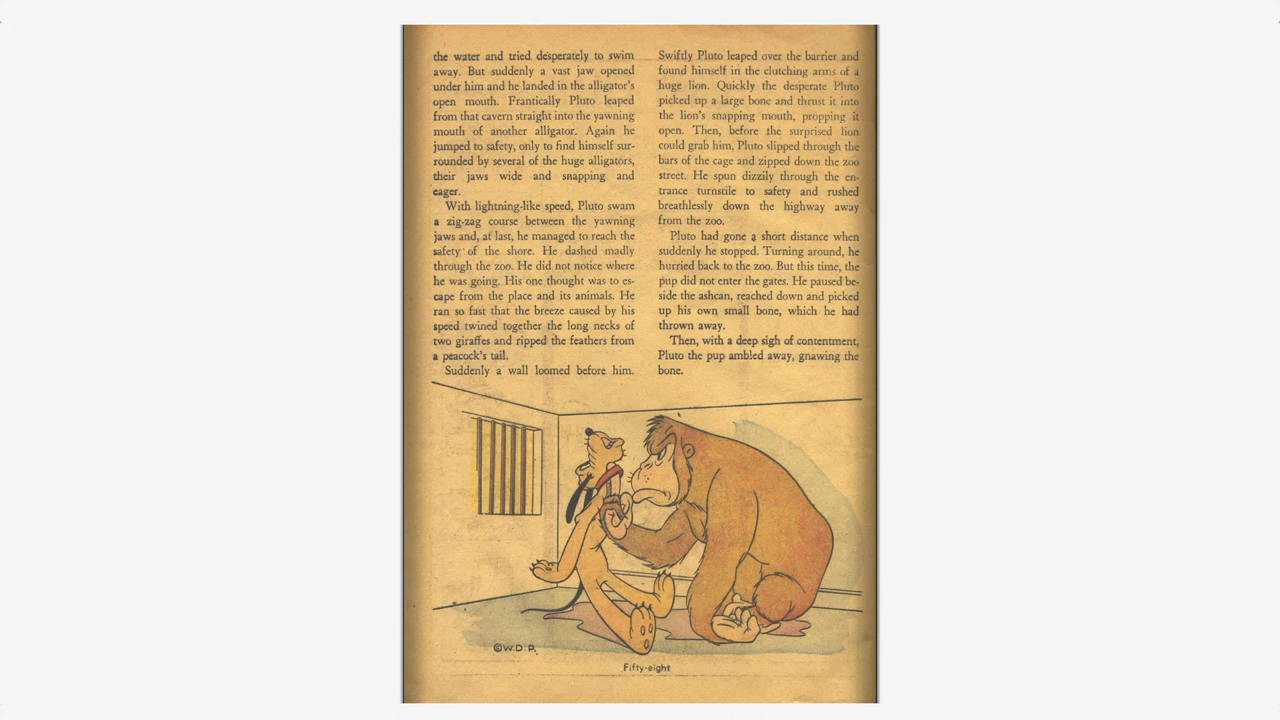 the water and tried desperately to swim
away. But suddenly a vast jaw opened
under him and he landed in the alligator's
open mouth. Frantically Pluto leaped
from that cavern straight into the yawning
mouth of another alligator. Again he
jumped to safety, only to find himself sur-
rounded by several of the huge alligators,
their jaws wide and snapping and
eager.
With lightning-like speed, Pluto swam
a zig-zag course between the yawning
jaws and, at last, he managed to reach the
safety of the shore. He dashed madly
through the zoo. He did not notice where
he was going. His one thought was to es-
cape from the place and its animals. He
ran so fast that the breeze caused by his
speed twined together the long necks of
two giraffes and ripped the feathers from
a peacock's tail.
Suddenly a wall loomed before him.
Swiftly Pluto leaped over the barrier and
found himself in the clutching arms of a
huge lion. Quickly the desperate Pluto
picked up a large bone and thrust it into
the lion's snapping mouth, propping it
open. Then, before the surprised lion
could grab him, Pluto slipped through the
bars of the cage and zipped down the zoo
street. He spun dizzily through the en-
trance turnstile to safety and rushed
breathlessly down the highway away
from the zoo.
Pluto had gone a short distance when
suddenly he stopped. Turning around, he
hurried back to the zoo. But this time, the
pup did not enter the gates. He paused be-
side the ashcan, reached down and picked
up his own small bone, which he had
thrown away.
Then, with a deep sigh of contentment,
Pluto the pup ambled away, gnawing the
bone.
©W.D.P.
Fifty-eight